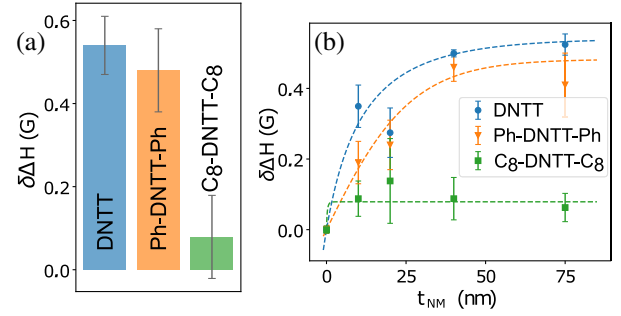 (a)
δΔH (G)
0.6
0.4
0.2
0.0
DNTT
Ph-DNTT-Ph
C₈-DNTT-C₈
(b)
δΔH (G)
0.4
0.2
0.0
DNTT
Ph-DNTT-Ph
C₈-DNTT-C₈
0
25
50
75
t_NM (nm)